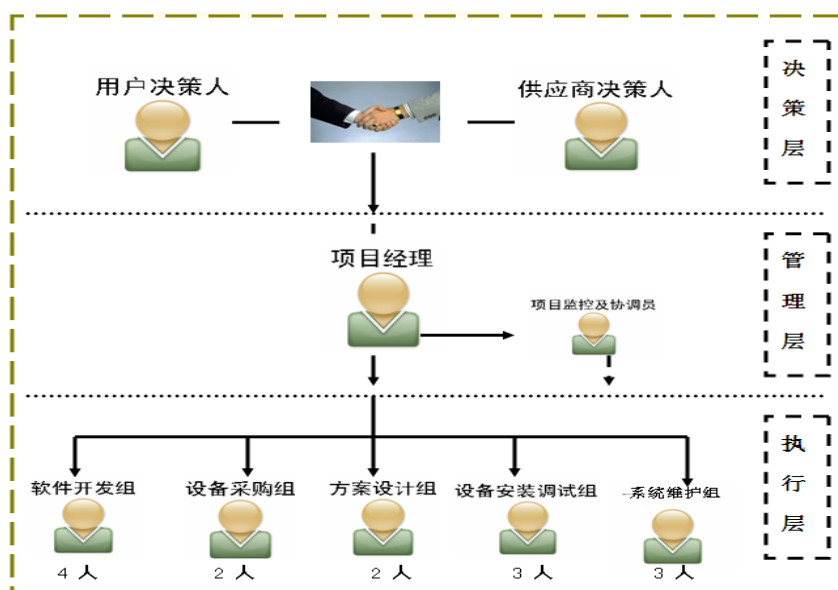 用户决策人
供应商决策人
决策层
项目经理
项目监控及协调员
管理层
软件开发组
设备采购组
方案设计组
设备安装调试组
系统维护组
执行层
4 人
2 人
2 人
3 人
3 人